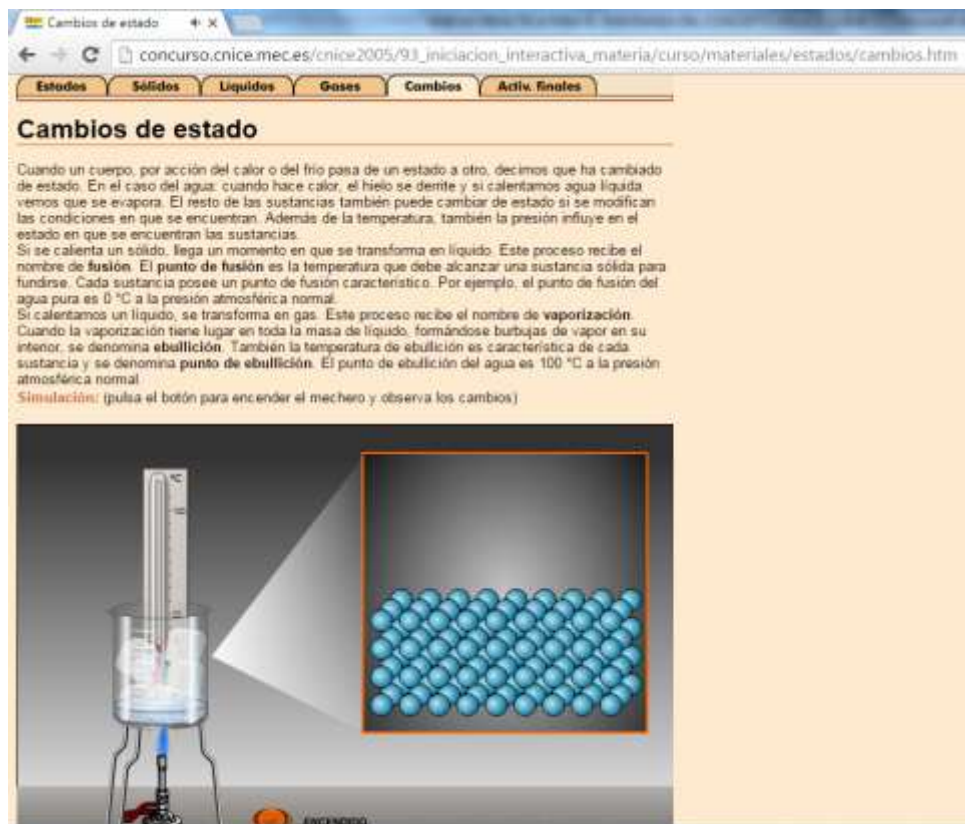 Cambios de estado
concurso.cnice.mec.es/cnice2005/93_iniciacion_interactiva_materia/curso/materiales/estados/cambios.htm
Estados Sólidos Líquidos Gases Cambios Activ. finales
Cambios de estado
Cuando un cuerpo, por acción del calor o del frío pasa de un estado a otro, decimos que ha cambiado
de estado. En el caso del agua: cuando hace calor, el hielo se derrite y si calentamos agua líquida
vemos que se evapora. El resto de las sustancias también puede cambiar de estado si se modifican
las condiciones en que se encuentran. Además de la temperatura, también la presión influye en el
estado en que se encuentran las sustancias.
Si se calienta un sólido, llega un momento en que se transforma en líquido. Este proceso recibe el
nombre de fusión. El punto de fusión es la temperatura que debe alcanzar una sustancia sólida para
fundirse. Cada sustancia posee un punto de fusión característico. Por ejemplo, el punto de fusión del
agua pura es 0 °C a la presión atmosférica normal.
Si calentamos un líquido, se transforma en gas. Este proceso recibe el nombre de vaporización.
Cuando la vaporización tiene lugar en toda la masa de líquido, formándose burbujas de vapor en su
interior, se denomina ebullición. También la temperatura de ebullición es característica de cada
sustancia y se denomina punto de ebullición. El punto de ebullición del agua es 100 °C a la presión
atmosférica normal
Simulación: (pulsa el botón para encender el mechero y observa los cambios)
°C
ENCENDIDO